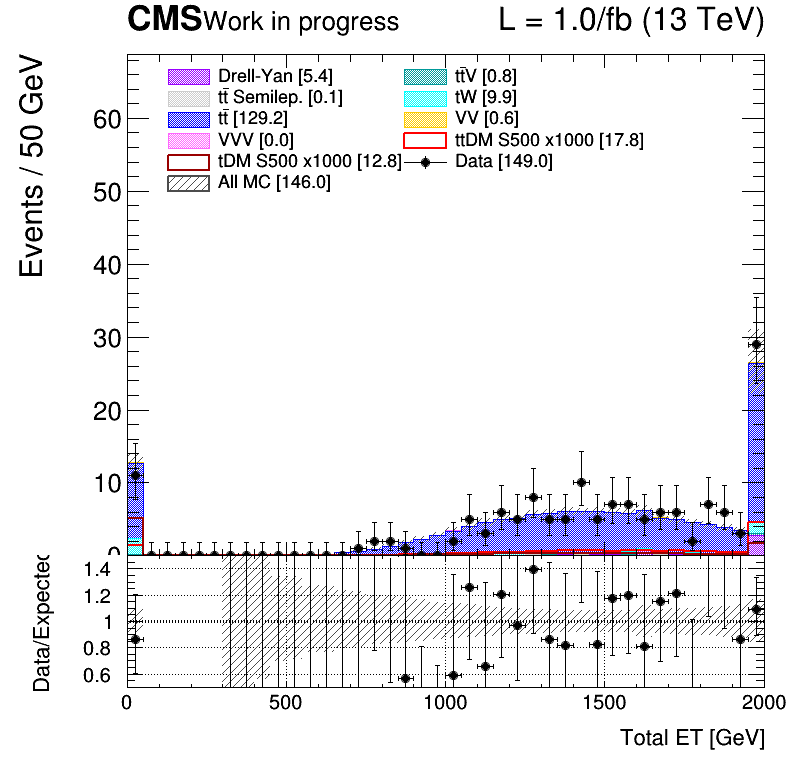 CMS Work in progress L = 1.0/fb (13 TeV)
Events / 50 GeV
Drell-Yan [5.4] tt̄V [0.8]
tt̄ Semilep. [0.1] tW [9.9]
tt̄ [129.2] VV [0.6]
VVV [0.0] ttDM S500 x1000 [17.8]
tDM S500 x1000 [12.8] Data [149.0]
All MC [146.0]
60
50
40
30
20
10
0
Data/Expected
1.4
1.2
1
0.8
0.6
0 500 1000 1500 2000
Total ET [GeV]